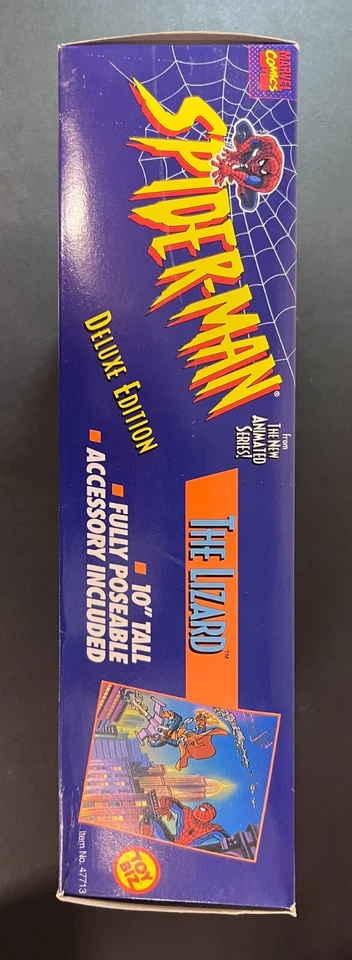 MARVEL
COMICS
SPIDER-MAN®
DELUXE EDITION
From
THE NEW
ANIMATED
SERIES!
THE LIZARD™
10" TALL
FULLY POSEABLE
ACCESSORY INCLUDED
TOY
BIZ
Item No. 47713